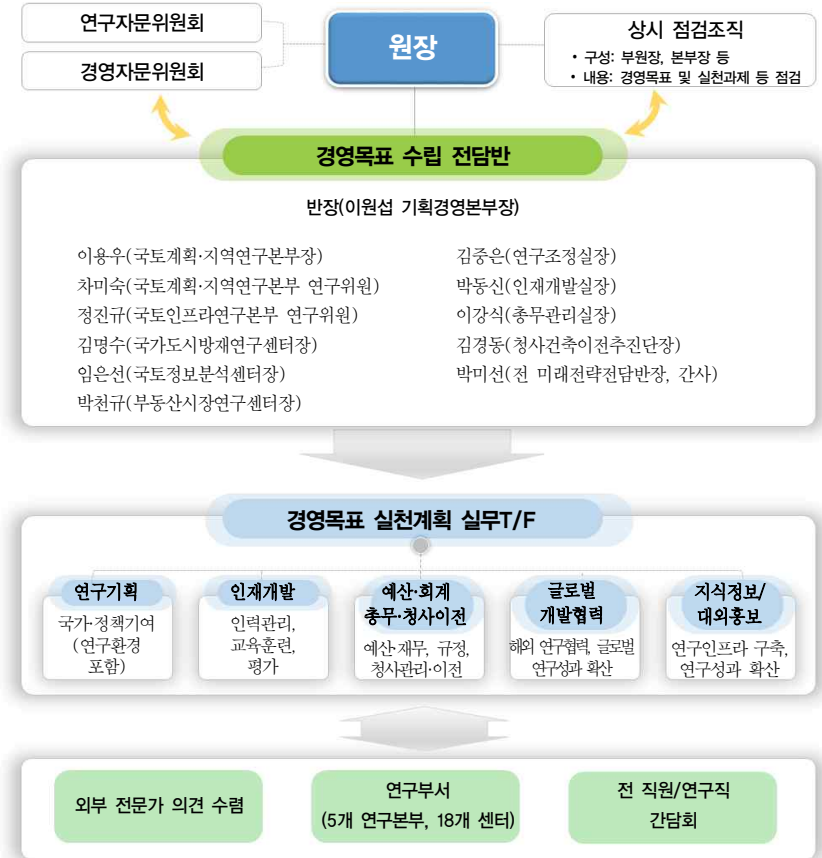 연구자문위원회
경영자문위원회
원장
상시 점검조직
• 구성: 부원장, 본부장 등
• 내용: 경영목표 및 실천과제 등 점검
경영목표 수립 전담반
반장(이원섭 기획경영본부장)
이용우(국토계획·지역연구본부장)
차미숙(국토계획·지역연구본부 연구위원)
정진규(국토인프라연구본부 연구위원)
김명수(국가도시방재연구센터장)
임은선(국토정보분석센터장)
박천규(부동산시장연구센터장)
김중은(연구조정실장)
박동신(인재개발실장)
이강식(총무관리실장)
김경동(청사건축이전추진단장)
박미선(전 미래전략전담반장, 간사)
경영목표 실천계획 실무T/F
연구기획
국가·정책기여
(연구환경
포함)
인재개발
인력관리,
교육훈련,
평가
예산·회계
총무·청사이전
예산·재무, 규정,
청사관리·이전
글로벌
개발협력
해외 연구협력, 글로벌
연구성과 확산
지식정보/
대외홍보
연구인프라 구축,
연구성과 확산
외부 전문가 의견 수렴
연구부서
(5개 연구본부, 18개 센터)
전 직원/연구직
간담회